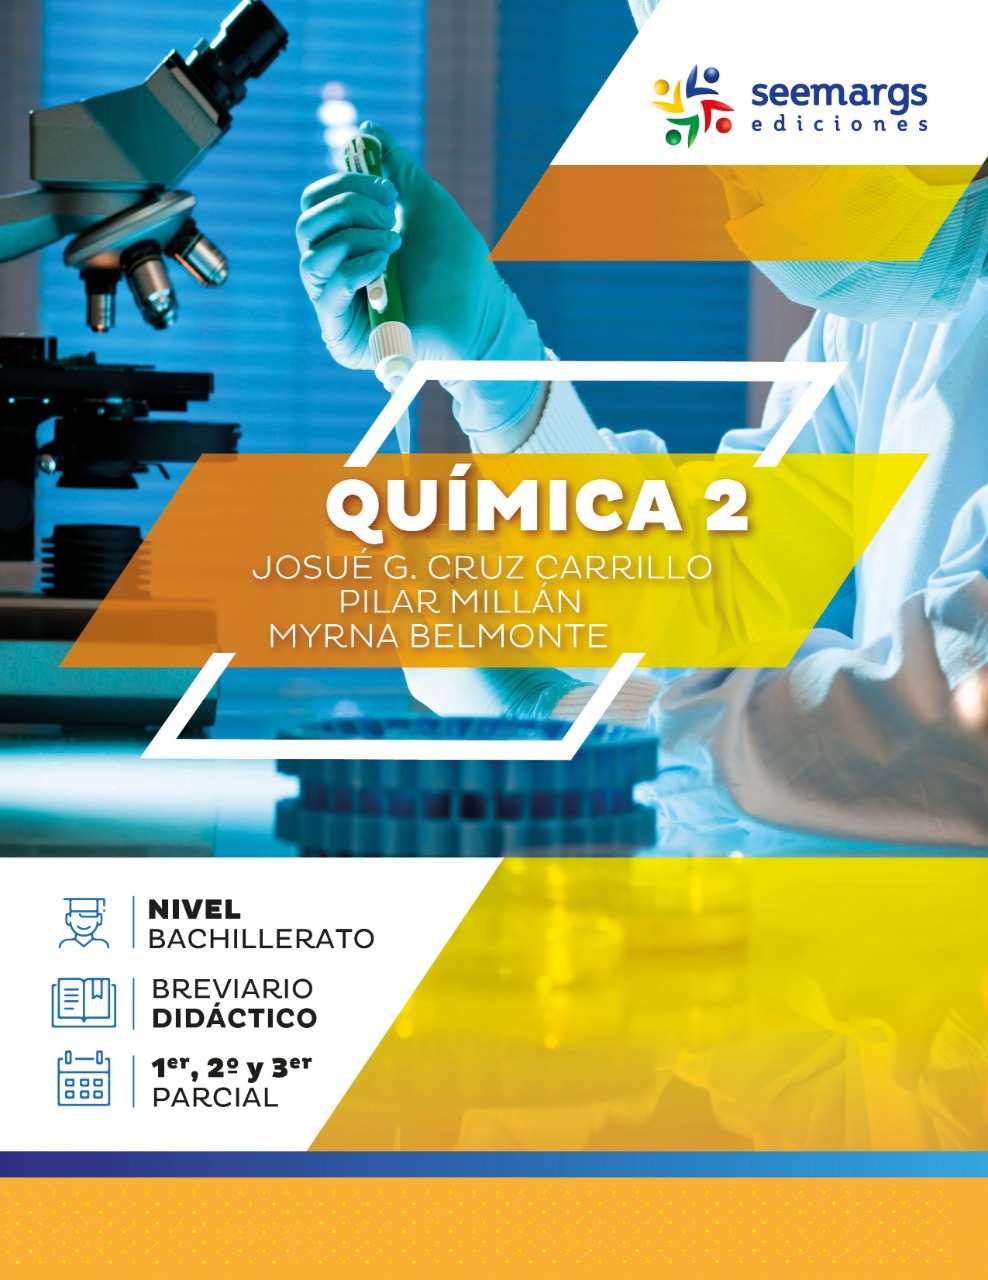 seemargs
ediciones
QUÍMICA 2
JOSUÉ G. CRUZ CARRILLO
PILAR MILLÁN
MYRNA BELMONTE
NIVEL
BACHILLERATO
BREVIARIO
DIDÁCTICO
1er, 2º y 3er
PARCIAL